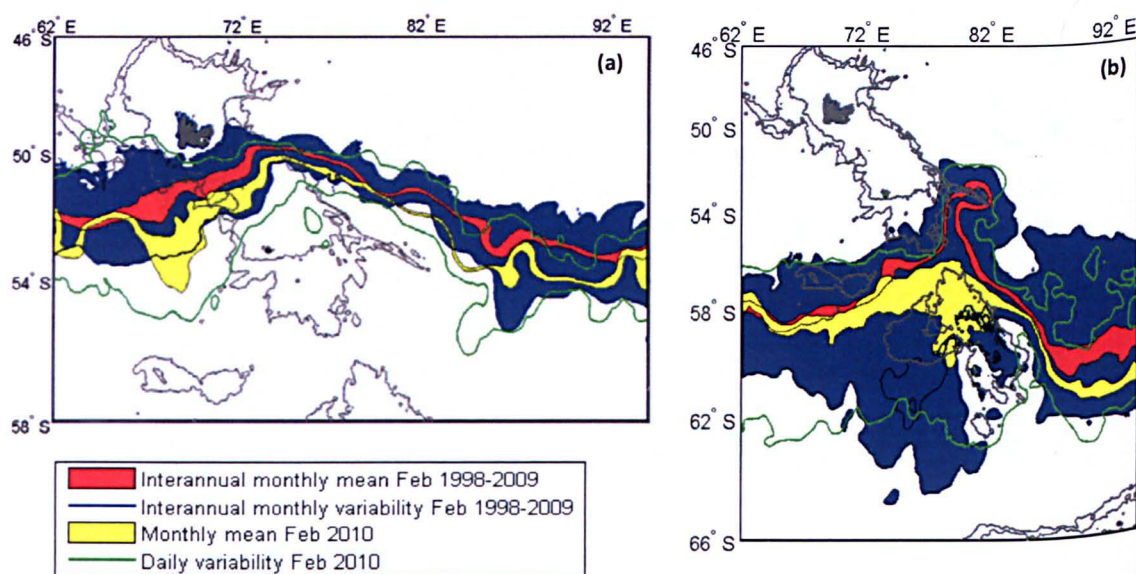 62° E 72° E 82° E 92° E
46° S
50° S
54° S
58° S
(a)
62° E 72° E 82° E 92° E
46° S
50° S
54° S
58° S
62° S
66° S
(b)
Interannual monthly mean Feb 1998-2009
Interannual monthly variability Feb 1998-2009
Monthly mean Feb 2010
Daily variability Feb 2010